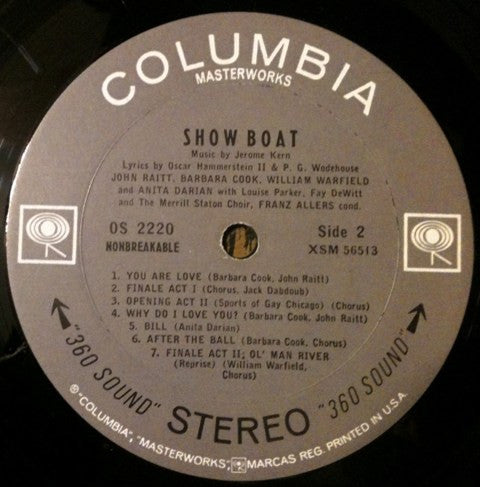 COLUMBIA
MASTERWORKS
SHOW BOAT
Music by Jerome Kern
Lyrics by Oscar Hammerstein II & P. G. Wodehouse
JOHN RAITT, BARBARA COOK, WILLIAM WARFIELD
and ANITA DARIAN with Louise Parker, Fay DeWitt
and The Merrill Staton Choir, FRANZ ALLERS cond.
OS 2220
NONBREAKABLE
Side 2
XSM 56513
1. YOU ARE LOVE (Barbara Cook, John Raitt)
2. FINALE ACT I (Chorus, Jack Dabdoub)
3. OPENING ACT II (Sports of Gay Chicago) (Chorus)
4. WHY DO I LOVE YOU? (Barbara Cook, John Raitt)
5. BILL (Anita Darian)
6. AFTER THE BALL (Barbara Cook, Chorus)
7. FINALE ACT II; OL' MAN RIVER
(Reprise) (William Warfield,
Chorus)
"360 SOUND" STEREO "360 SOUND"
® "COLUMBIA", "MASTERWORKS", MARCAS REG. PRINTED IN U.S.A.